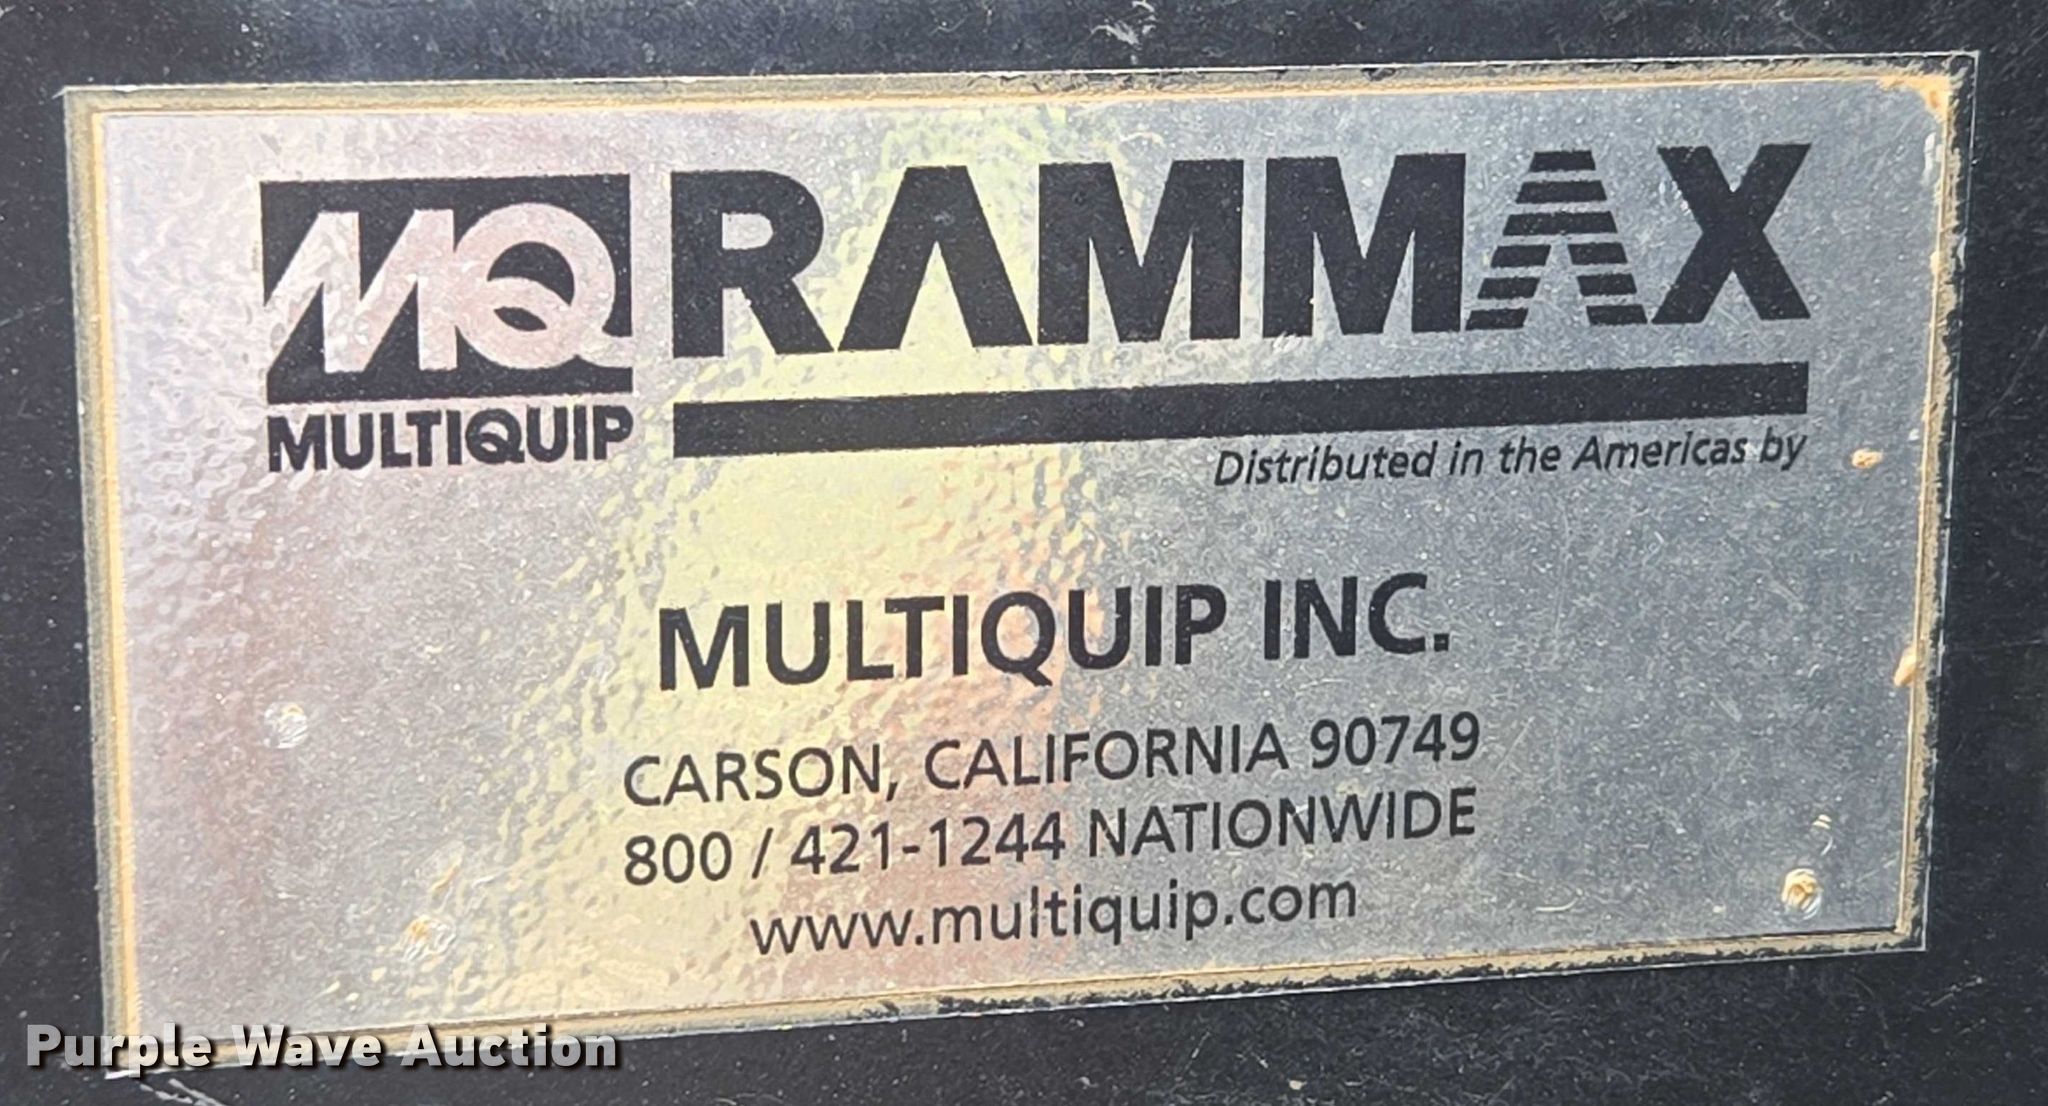 MQ RAMMAX
MULTIQUIP
Distributed in the Americas by
MULTIQUIP INC.
CARSON, CALIFORNIA 90749
800 / 421-1244 NATIONWIDE
www.multiquip.com
Purple Wave Auction